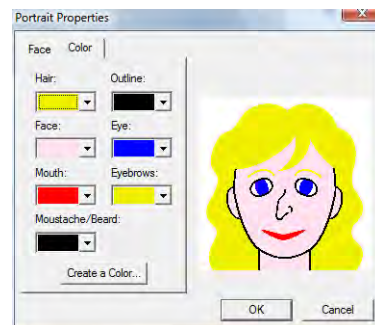 Portrait Properties
Face Color
Hair: Outline:
Face: Eye:
Mouth: Eyebrows:
Moustache/Beard:
Create a Color...
OK Cancel